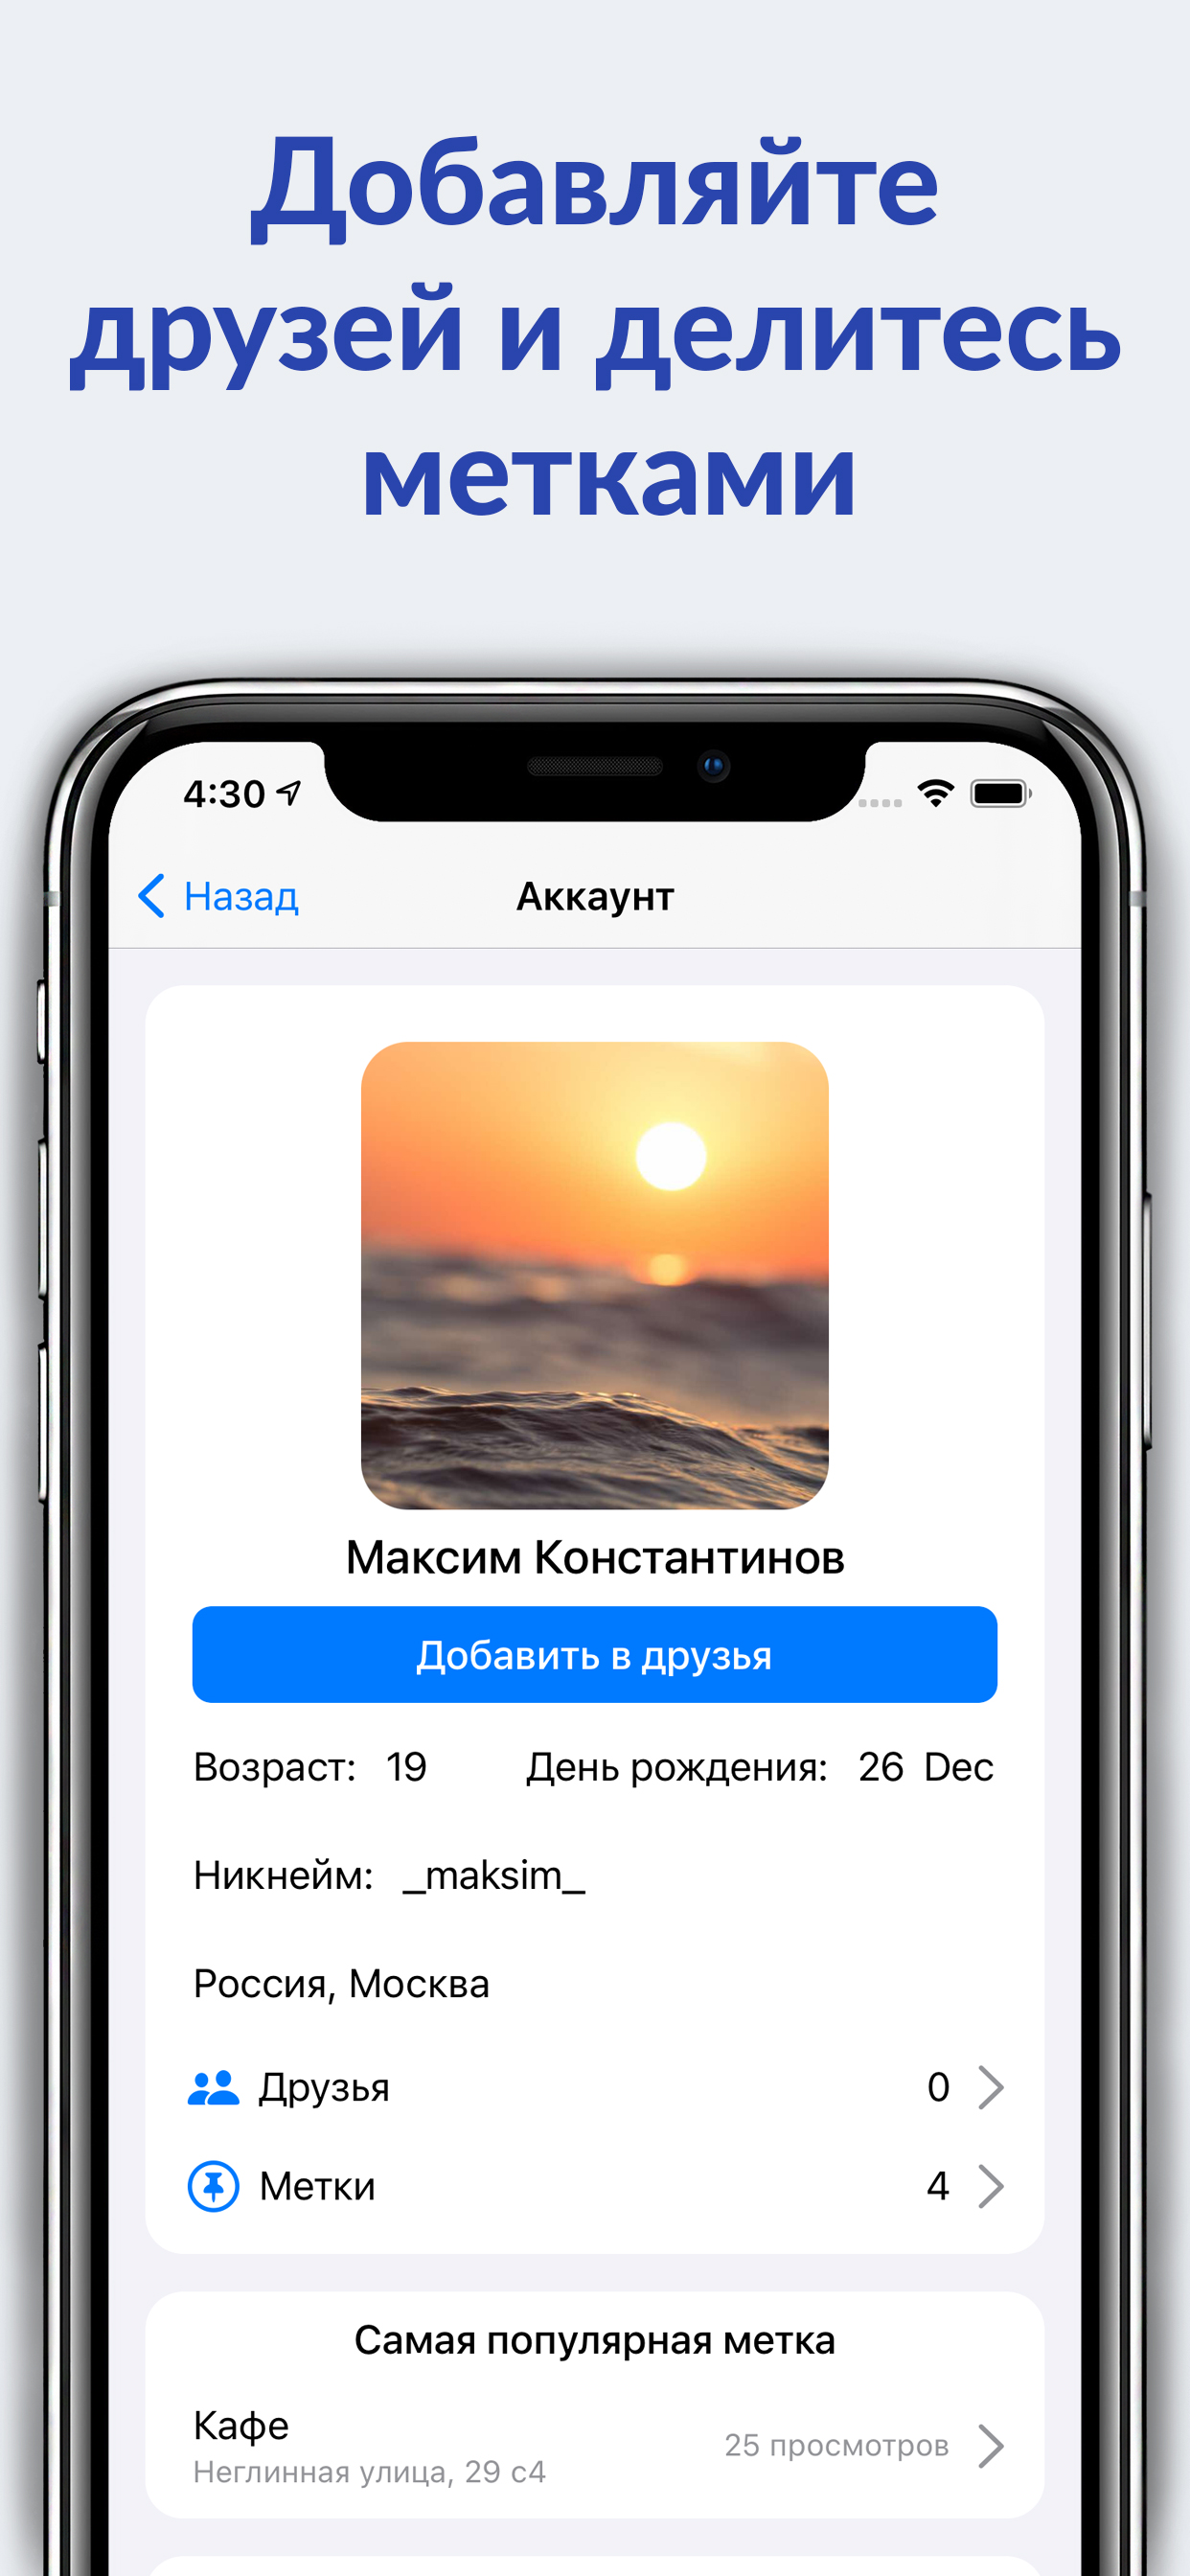 Добавляйте
друзей и делитесь
метками
4:30
Назад
Аккаунт
Максим Константинов
Добавить в друзья
Возраст: 19 День рождения: 26 Dec
Никнейм: _maksim_
Россия, Москва
Друзья 0
Метки 4
Самая популярная метка
Кафе
25 просмотров
Неглинная улица, 29 с4